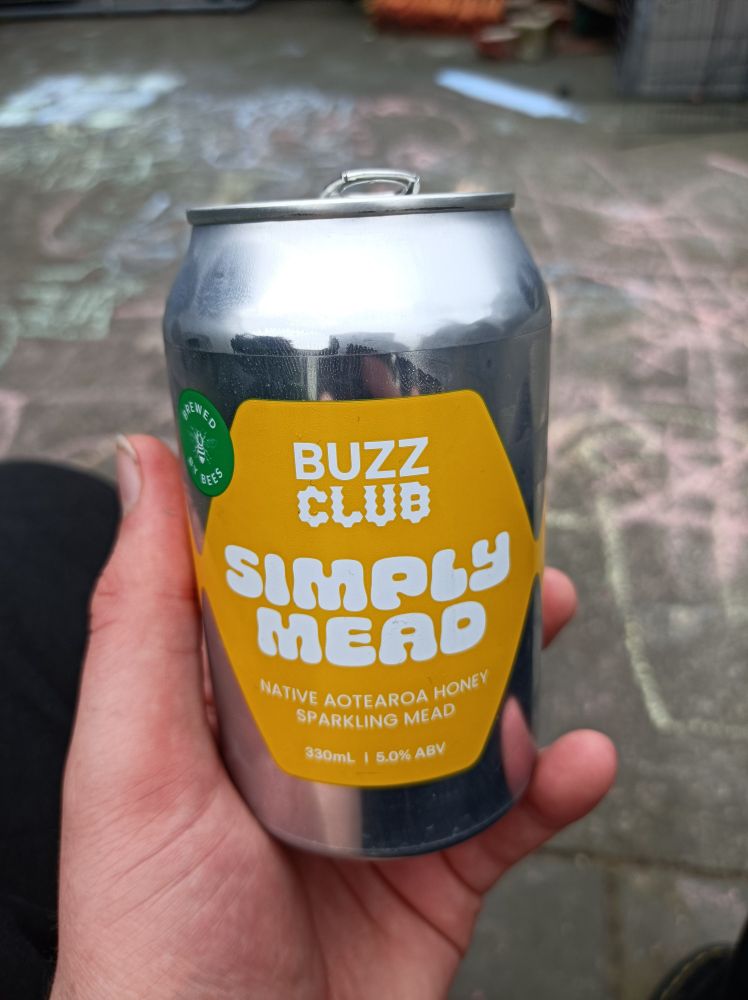 BREWED
BY BEES
BUZZ
CLUB
SIMPLY
MEAD
NATIVE AOTEAROA HONEY
SPARKLING MEAD
330mL | 5.0% ABV